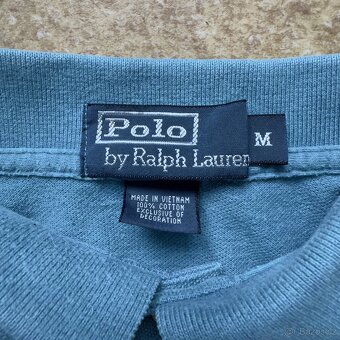 Polo
by Ralph Lauren
M
MADE IN VIETNAM
100% COTTON
EXCLUSIVE OF
DECORATION